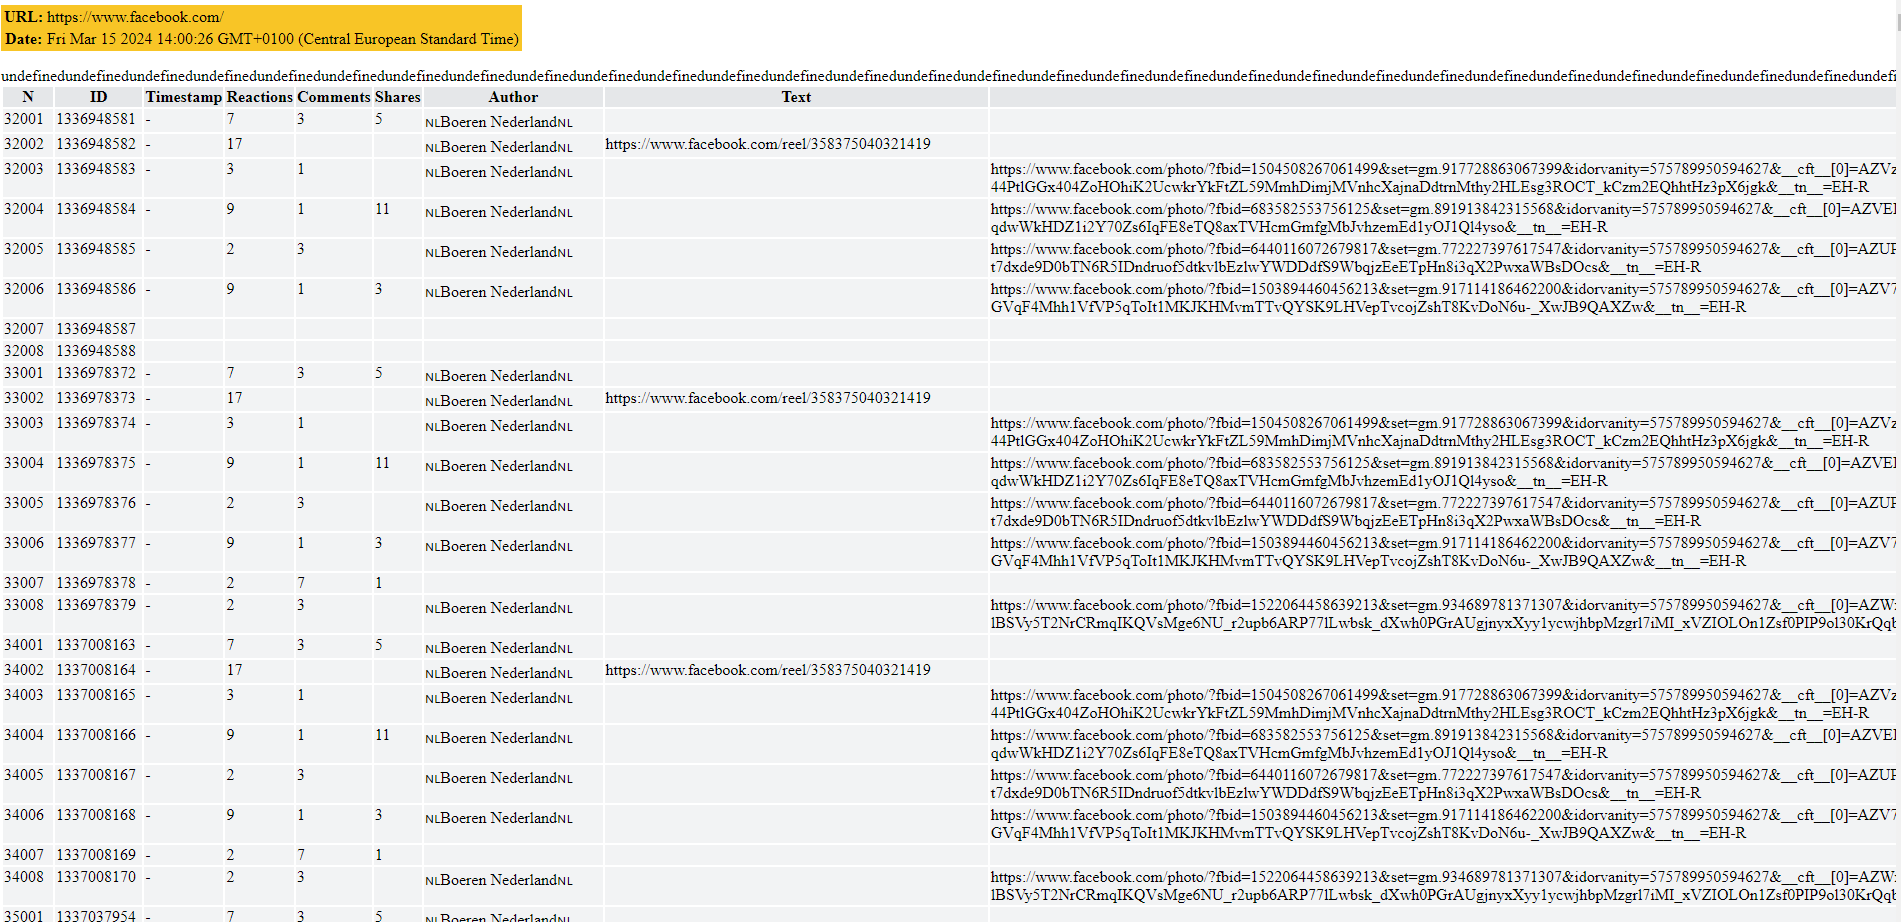 URL: https://www.facebook.com/
Date: Fri Mar 15 2024 14:00:26 GMT+0100 (Central European Standard Time)
undefinedundefinedundefinedundefinedundefinedundefinedundefinedundefinedundefinedundefinedundefinedundefinedundefinedundefinedundefinedundefinedundefinedundefinedundefinedundefinedundefinedundefinedundefinedundefinedundefinedundefinedundefi
N ID Timestamp Reactions Comments Shares Author Text
32001 1336948581 - 7 3 5 NLBoeren NederlandNL
32002 1336948582 - 17 NLBoeren NederlandNL https://www.facebook.com/reel/358375040321419
32003 1336948583 - 3 1 NLBoeren NederlandNL https://www.facebook.com/photo/?fbid=1504508267061499&set=gm.917728863067399&idorvanity=575789950594627&__cft__[0]=AZVz
44PtlGGx404ZoHOhiK2UcwkrYkFtZL59MmhDimjMVnhcXajnaDdtrnMthy2HLEsg3ROCT_kCzm2EQhhtHz3pX6jgk&__tn__=EH-R
32004 1336948584 - 9 1 11 NLBoeren NederlandNL https://www.facebook.com/photo/?fbid=683582553756125&set=gm.891913842315568&idorvanity=575789950594627&__cft__[0]=AZVEI
qdwWkHDZ1i2Y70Zs6IqFE8eTQ8axTVHcmGmfgMbJvhzemEd1yOJ1Ql4yso&__tn__=EH-R
32005 1336948585 - 2 3 NLBoeren NederlandNL https://www.facebook.com/photo/?fbid=6440116072679817&set=gm.772227397617547&idorvanity=575789950594627&__cft__[0]=AZUF
t7dxde9D0bTN6R5IDndruof5dtkvlbEzlwYWDDdfS9WbqjzEeETpHn8i3qX2PwxaWBsDOcs&__tn__=EH-R
32006 1336948586 - 9 1 3 NLBoeren NederlandNL https://www.facebook.com/photo/?fbid=1503894460456213&set=gm.917114186462200&idorvanity=575789950594627&__cft__[0]=AZV7
GVqF4Mhh1VfVP5qToIt1MKJKHMvmTTvQYSK9LHVepTvcojZshT8KvDoN6u-_XwJB9QAXZw&__tn__=EH-R
32007 1336948587
32008 1336948588
33001 1336978372 - 7 3 5 NLBoeren NederlandNL
33002 1336978373 - 17 NLBoeren NederlandNL https://www.facebook.com/reel/358375040321419
33003 1336978374 - 3 1 NLBoeren NederlandNL https://www.facebook.com/photo/?fbid=1504508267061499&set=gm.917728863067399&idorvanity=575789950594627&__cft__[0]=AZVz
44PtlGGx404ZoHOhiK2UcwkrYkFtZL59MmhDimjMVnhcXajnaDdtrnMthy2HLEsg3ROCT_kCzm2EQhhtHz3pX6jgk&__tn__=EH-R
33004 1336978375 - 9 1 11 NLBoeren NederlandNL https://www.facebook.com/photo/?fbid=683582553756125&set=gm.891913842315568&idorvanity=575789950594627&__cft__[0]=AZVEI
qdwWkHDZ1i2Y70Zs6IqFE8eTQ8axTVHcmGmfgMbJvhzemEd1yOJ1Ql4yso&__tn__=EH-R
33005 1336978376 - 2 3 NLBoeren NederlandNL https://www.facebook.com/photo/?fbid=6440116072679817&set=gm.772227397617547&idorvanity=575789950594627&__cft__[0]=AZUF
t7dxde9D0bTN6R5IDndruof5dtkvlbEzlwYWDDdfS9WbqjzEeETpHn8i3qX2PwxaWBsDOcs&__tn__=EH-R
33006 1336978377 - 9 1 3 NLBoeren NederlandNL https://www.facebook.com/photo/?fbid=1503894460456213&set=gm.917114186462200&idorvanity=575789950594627&__cft__[0]=AZV7
GVqF4Mhh1VfVP5qToIt1MKJKHMvmTTvQYSK9LHVepTvcojZshT8KvDoN6u-_XwJB9QAXZw&__tn__=EH-R
33007 1336978378 - 2 7 1
33008 1336978379 - 2 3 NLBoeren NederlandNL https://www.facebook.com/photo/?fbid=1522064458639213&set=gm.934689781371307&idorvanity=575789950594627&__cft__[0]=AZW:
lBSVy5T2NrCRmqIKQVsMge6NU_r2upb6ARP77lLwbsk_dXwh0PGrAUgjnyxXyy1ycwjhbpMzgrl7iMI_xVZIOLOn1Zsf0PIP9ol30KrQqb
34001 1337008163 - 7 3 5 NLBoeren NederlandNL
34002 1337008164 - 17 NLBoeren NederlandNL https://www.facebook.com/reel/358375040321419
34003 1337008165 - 3 1 NLBoeren NederlandNL https://www.facebook.com/photo/?fbid=1504508267061499&set=gm.917728863067399&idorvanity=575789950594627&__cft__[0]=AZVz
44PtlGGx404ZoHOhiK2UcwkrYkFtZL59MmhDimjMVnhcXajnaDdtrnMthy2HLEsg3ROCT_kCzm2EQhhtHz3pX6jgk&__tn__=EH-R
34004 1337008166 - 9 1 11 NLBoeren NederlandNL https://www.facebook.com/photo/?fbid=683582553756125&set=gm.891913842315568&idorvanity=575789950594627&__cft__[0]=AZVEI
qdwWkHDZ1i2Y70Zs6IqFE8eTQ8axTVHcmGmfgMbJvhzemEd1yOJ1Ql4yso&__tn__=EH-R
34005 1337008167 - 2 3 NLBoeren NederlandNL https://www.facebook.com/photo/?fbid=6440116072679817&set=gm.772227397617547&idorvanity=575789950594627&__cft__[0]=AZUF
t7dxde9D0bTN6R5IDndruof5dtkvlbEzlwYWDDdfS9WbqjzEeETpHn8i3qX2PwxaWBsDOcs&__tn__=EH-R
34006 1337008168 - 9 1 3 NLBoeren NederlandNL https://www.facebook.com/photo/?fbid=1503894460456213&set=gm.917114186462200&idorvanity=575789950594627&__cft__[0]=AZV7
GVqF4Mhh1VfVP5qToIt1MKJKHMvmTTvQYSK9LHVepTvcojZshT8KvDoN6u-_XwJB9QAXZw&__tn__=EH-R
34007 1337008169 - 2 7 1
34008 1337008170 - 2 3 NLBoeren NederlandNL https://www.facebook.com/photo/?fbid=1522064458639213&set=gm.934689781371307&idorvanity=575789950594627&__cft__[0]=AZW:
lBSVy5T2NrCRmqIKQVsMge6NU_r2upb6ARP77lLwbsk_dXwh0PGrAUgjnyxXyy1ycwjhbpMzgrl7iMI_xVZIOLOn1Zsf0PIP9ol30KrQqb
35001 1337037954 - 7 3 5 NLBoeren NederlandNL